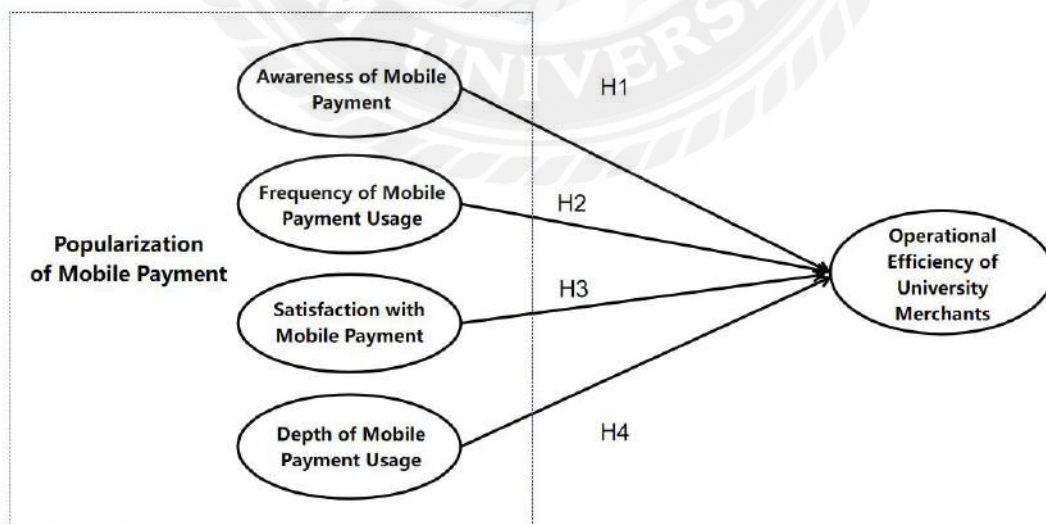 UNIVERS
Awareness of Mobile
Payment
H1
Frequency of Mobile
Payment Usage
H2
Popularization
of Mobile Payment
Operational
Efficiency of
University
Merchants
Satisfaction with
Mobile Payment
H3
Depth of Mobile
Payment Usage
H4